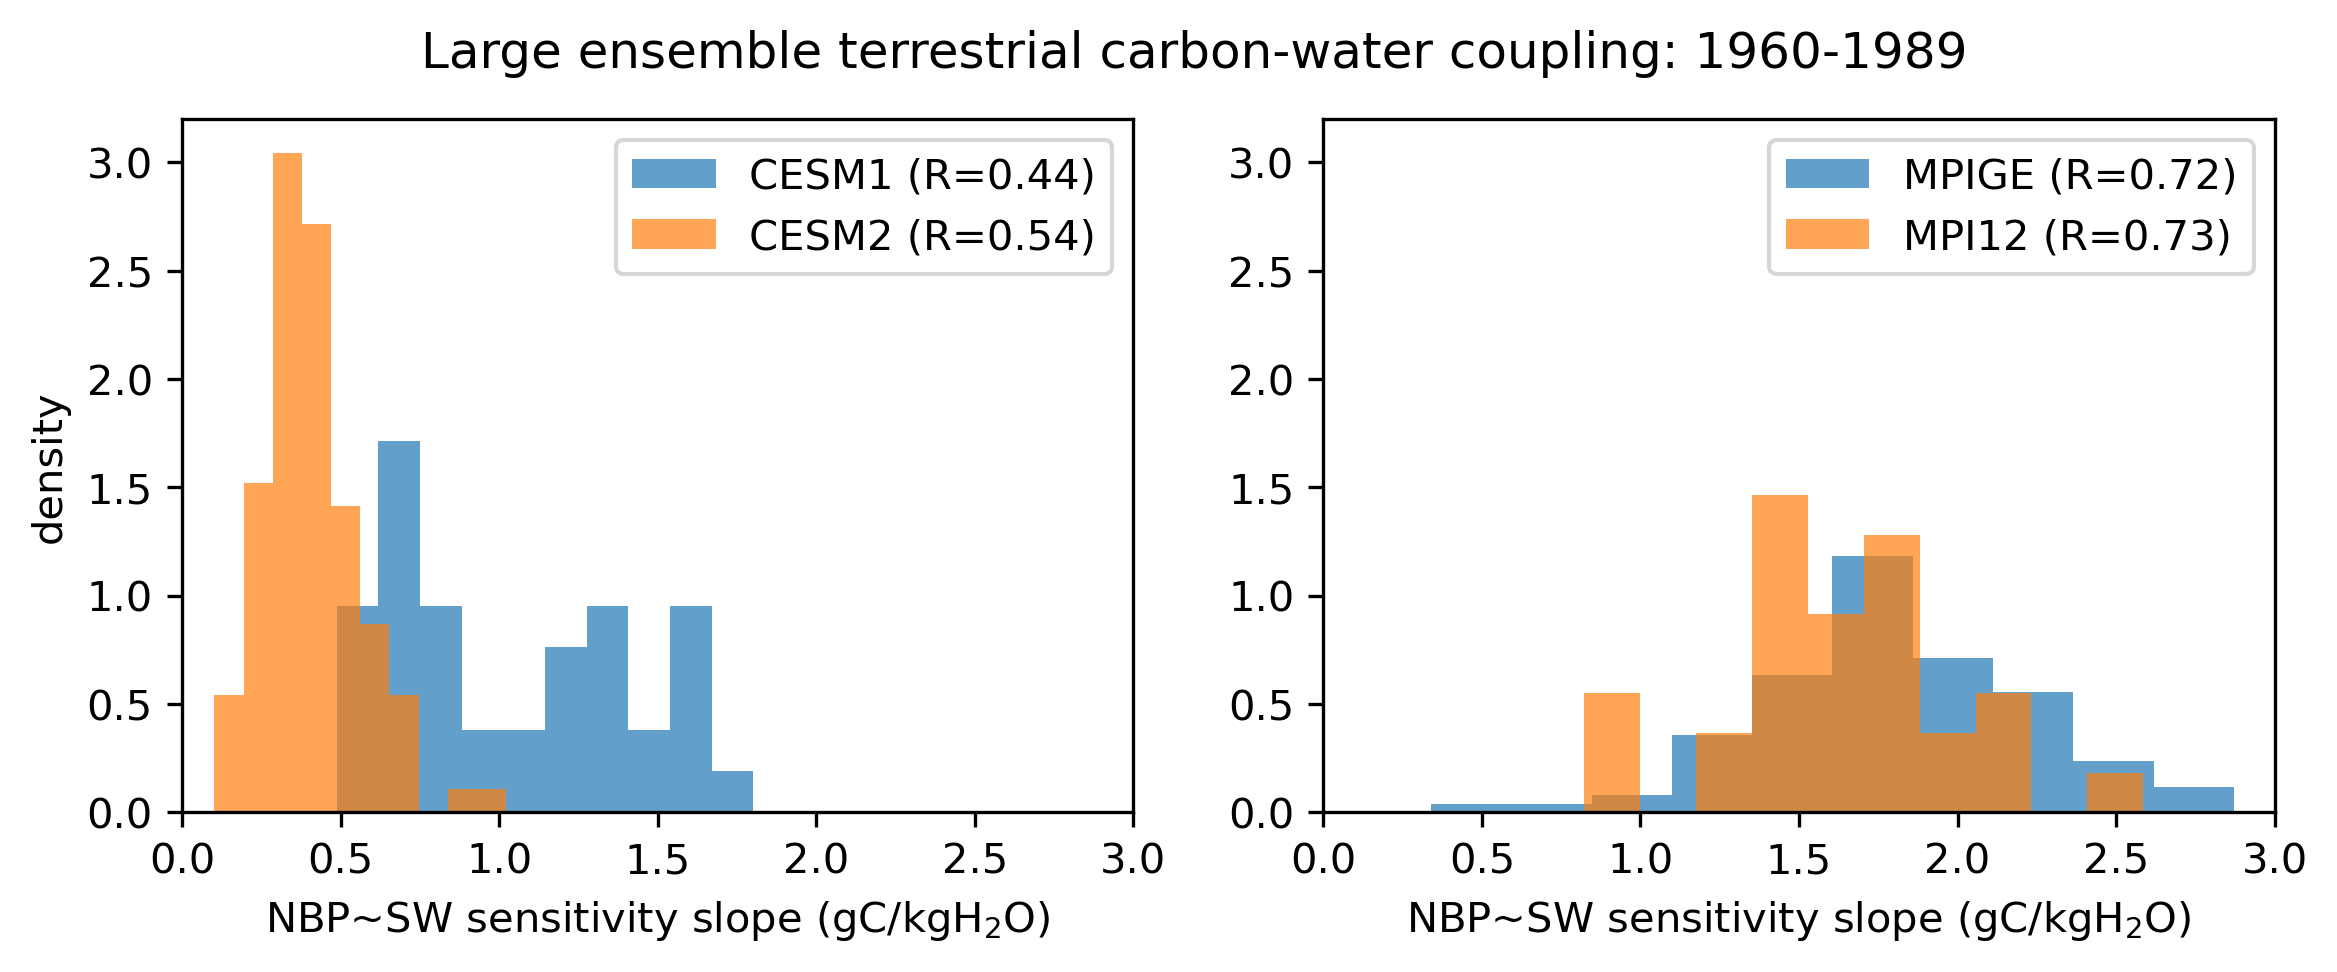 Large ensemble terrestrial carbon-water coupling: 1960-1989
density
3.0
2.5
2.0
1.5
1.0
0.5
0.0
0.0 0.5 1.0 1.5 2.0 2.5 3.0
NBP~SW sensitivity slope (gC/kgH₂O)
CESM1 (R=0.44)
CESM2 (R=0.54)
3.0
2.5
2.0
1.5
1.0
0.5
0.0
0.0 0.5 1.0 1.5 2.0 2.5 3.0
NBP~SW sensitivity slope (gC/kgH₂O)
MPIGE (R=0.72)
MPI12 (R=0.73)